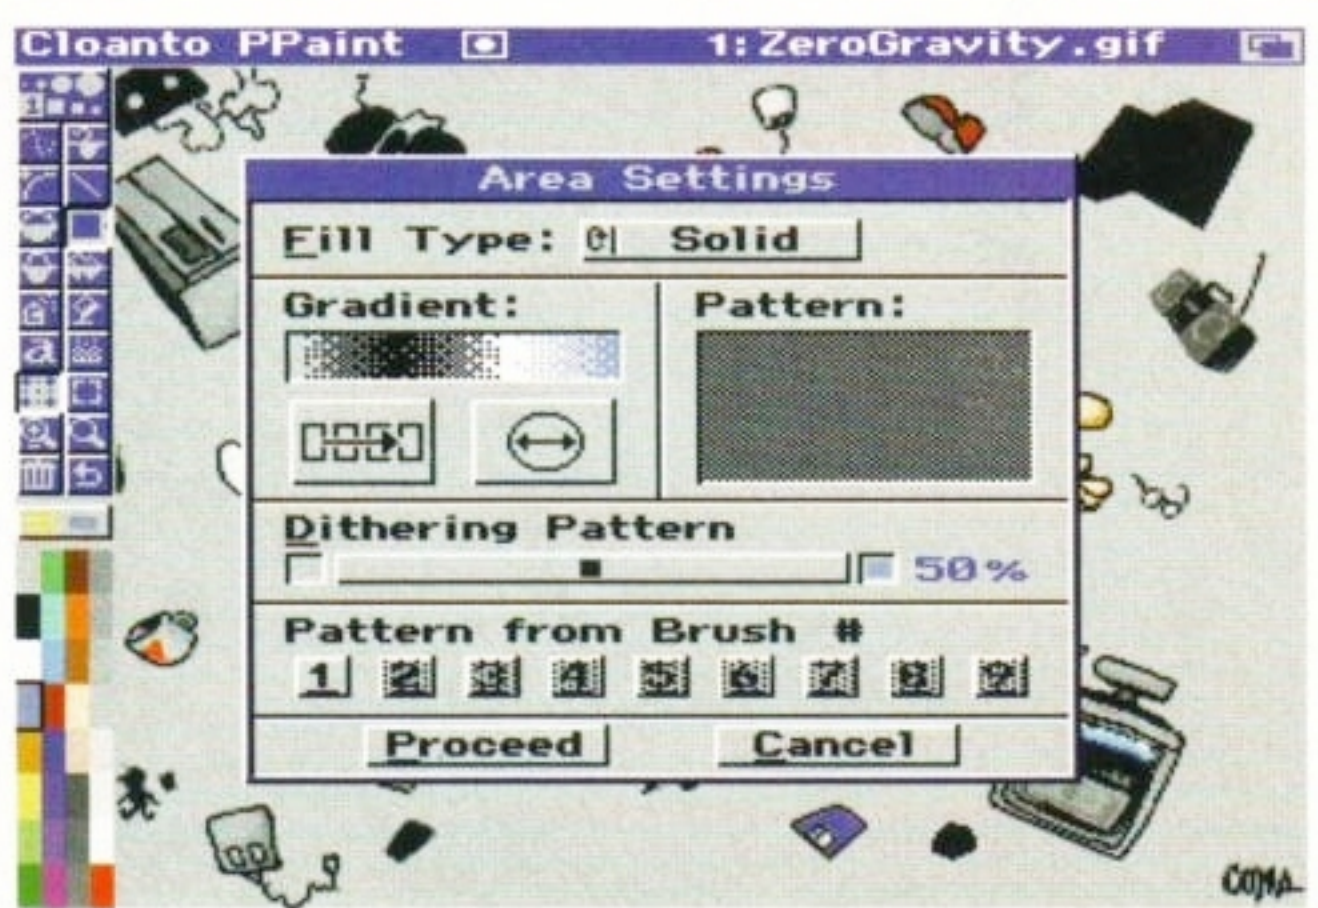 Cloanto PPaint 1:ZeroGravity.gif
Area Settings
Fill Type: Solid
Gradient: Pattern:
Dithering Pattern
50%
Pattern from Brush #
1 2 3 4 5 6 7 8 9
Proceed Cancel